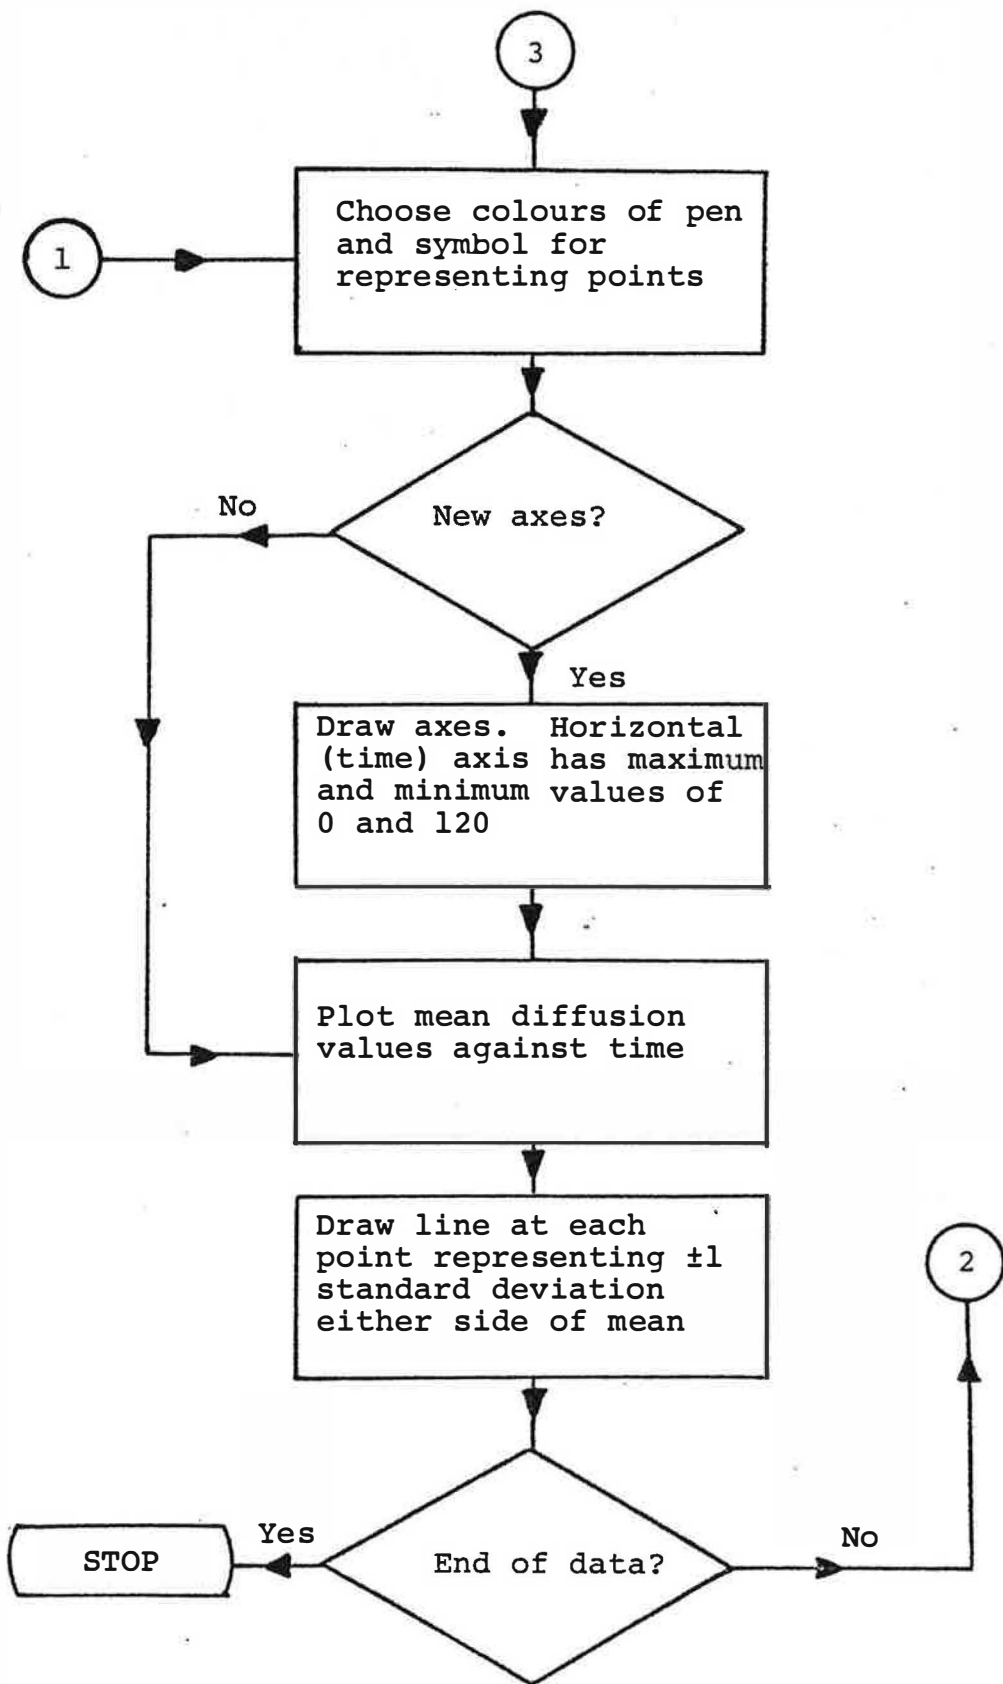 3
1
Choose colours of pen
and symbol for
representing points
New axes?
No
Yes
Draw axes. Horizontal
(time) axis has maximum
and minimum values of
0 and 120
Plot mean diffusion
values against time
Draw line at each
point representing ±1
standard deviation
either side of mean
2
End of data?
Yes
No
STOP